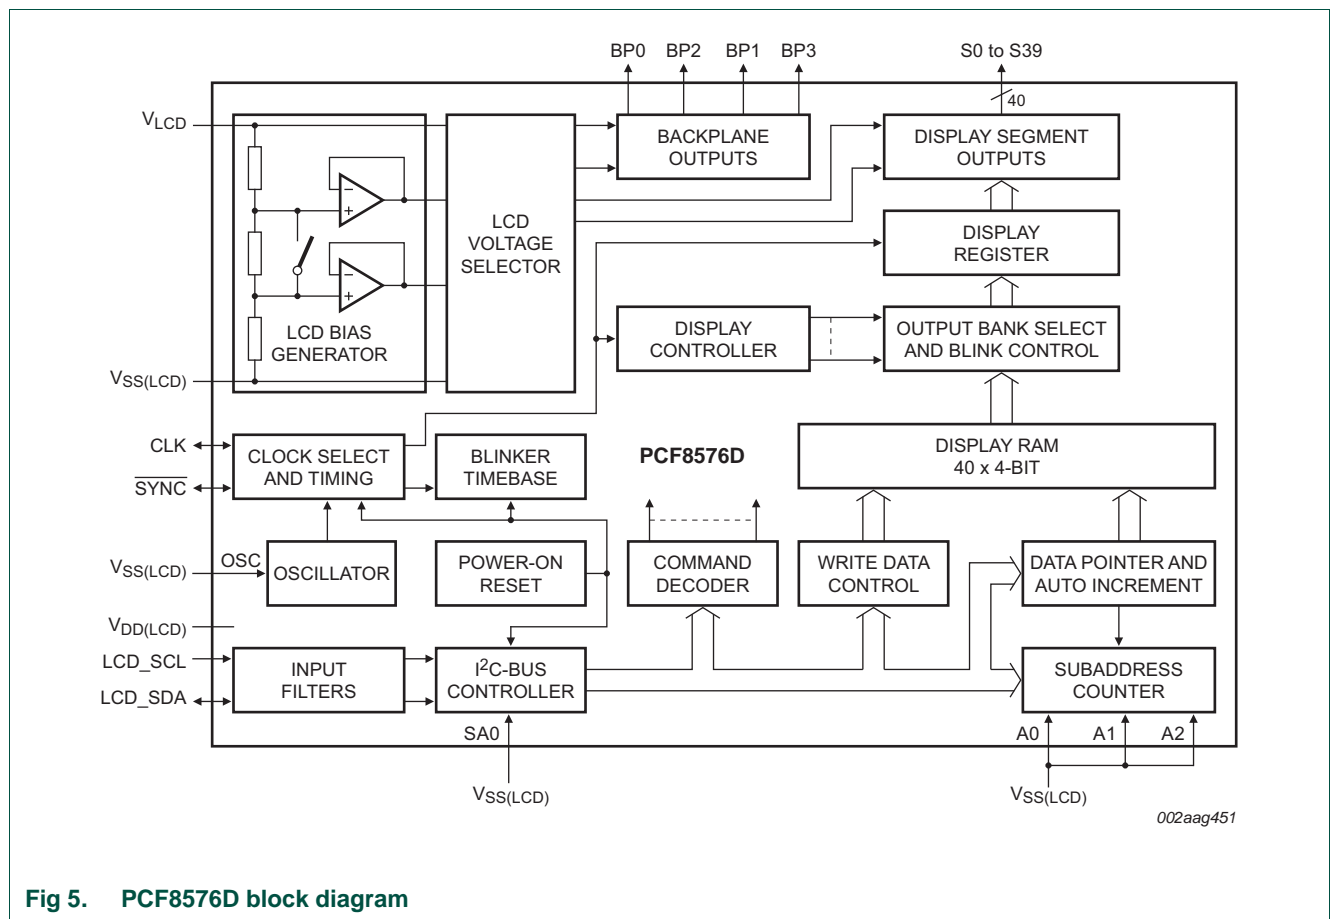 BP0 BP2 BP1 BP3 S0 to S39
40
VLCD
BACKPLANE
OUTPUTS
DISPLAY SEGMENT
OUTPUTS
LCD
VOLTAGE
SELECTOR
DISPLAY
REGISTER
LCD BIAS
GENERATOR
DISPLAY
CONTROLLER
OUTPUT BANK SELECT
AND BLINK CONTROL
VSS(LCD)
CLK
SYNC
CLOCK SELECT
AND TIMING
BLINKER
TIMEBASE
PCF8576D
DISPLAY RAM
40 x 4-BIT
VSS(LCD)
OSC
OSCILLATOR
POWER-ON
RESET
COMMAND
DECODER
WRITE DATA
CONTROL
DATA POINTER AND
AUTO INCREMENT
VDD(LCD)
LCD_SCL
LCD_SDA
INPUT
FILTERS
I2C-BUS
CONTROLLER
SUBADDRESS
COUNTER
SA0
A0 A1 A2
VSS(LCD)
VSS(LCD)
002aag451
Fig 5. PCF8576D block diagram